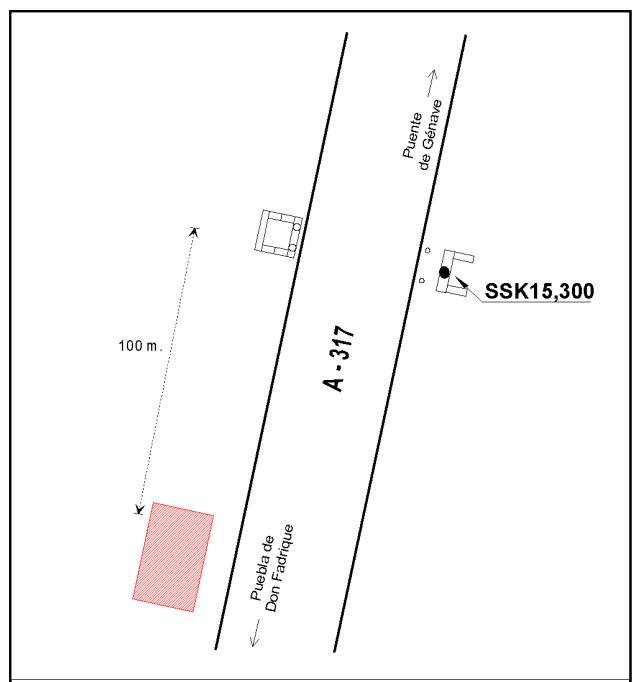 Puente
de Génave
SSK15,300
100 m.
A - 317
Puebla de
Don Fadrique